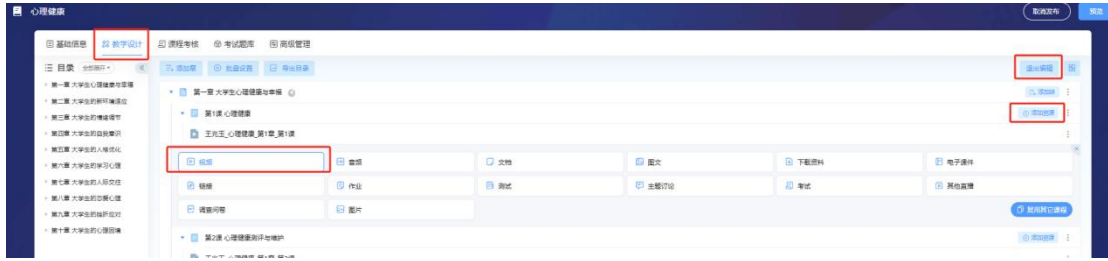 心理健康
取消发布 预览
基础信息 教学设计 课程考核 考试题库 高级管理
目录 全部展开
添加章 批量设置 导出目录 退出编辑
第一章 大学生心理健康与幸福
第二章 大学生的新环境适应
第三章 大学生的情绪调节
第四章 大学生的自我意识
第五章 大学生的人格优化
第六章 大学生的学习心理
第七章 大学生的人际交往
第八章 大学生的恋爱心理
第九章 大学生的挫折应对
第十章 大学生的心理困境
第一章 大学生心理健康与幸福 添加课
第1课 心理健康 添加资源
王兆玉_心理健康_第1章_第1课
视频 音频 文档 图文 下载资料 电子课件
链接 作业 测试 主题讨论 考试 其他直播
调查问卷 图片 复用其它课程
第2课 心理健康测评与维护 添加资源